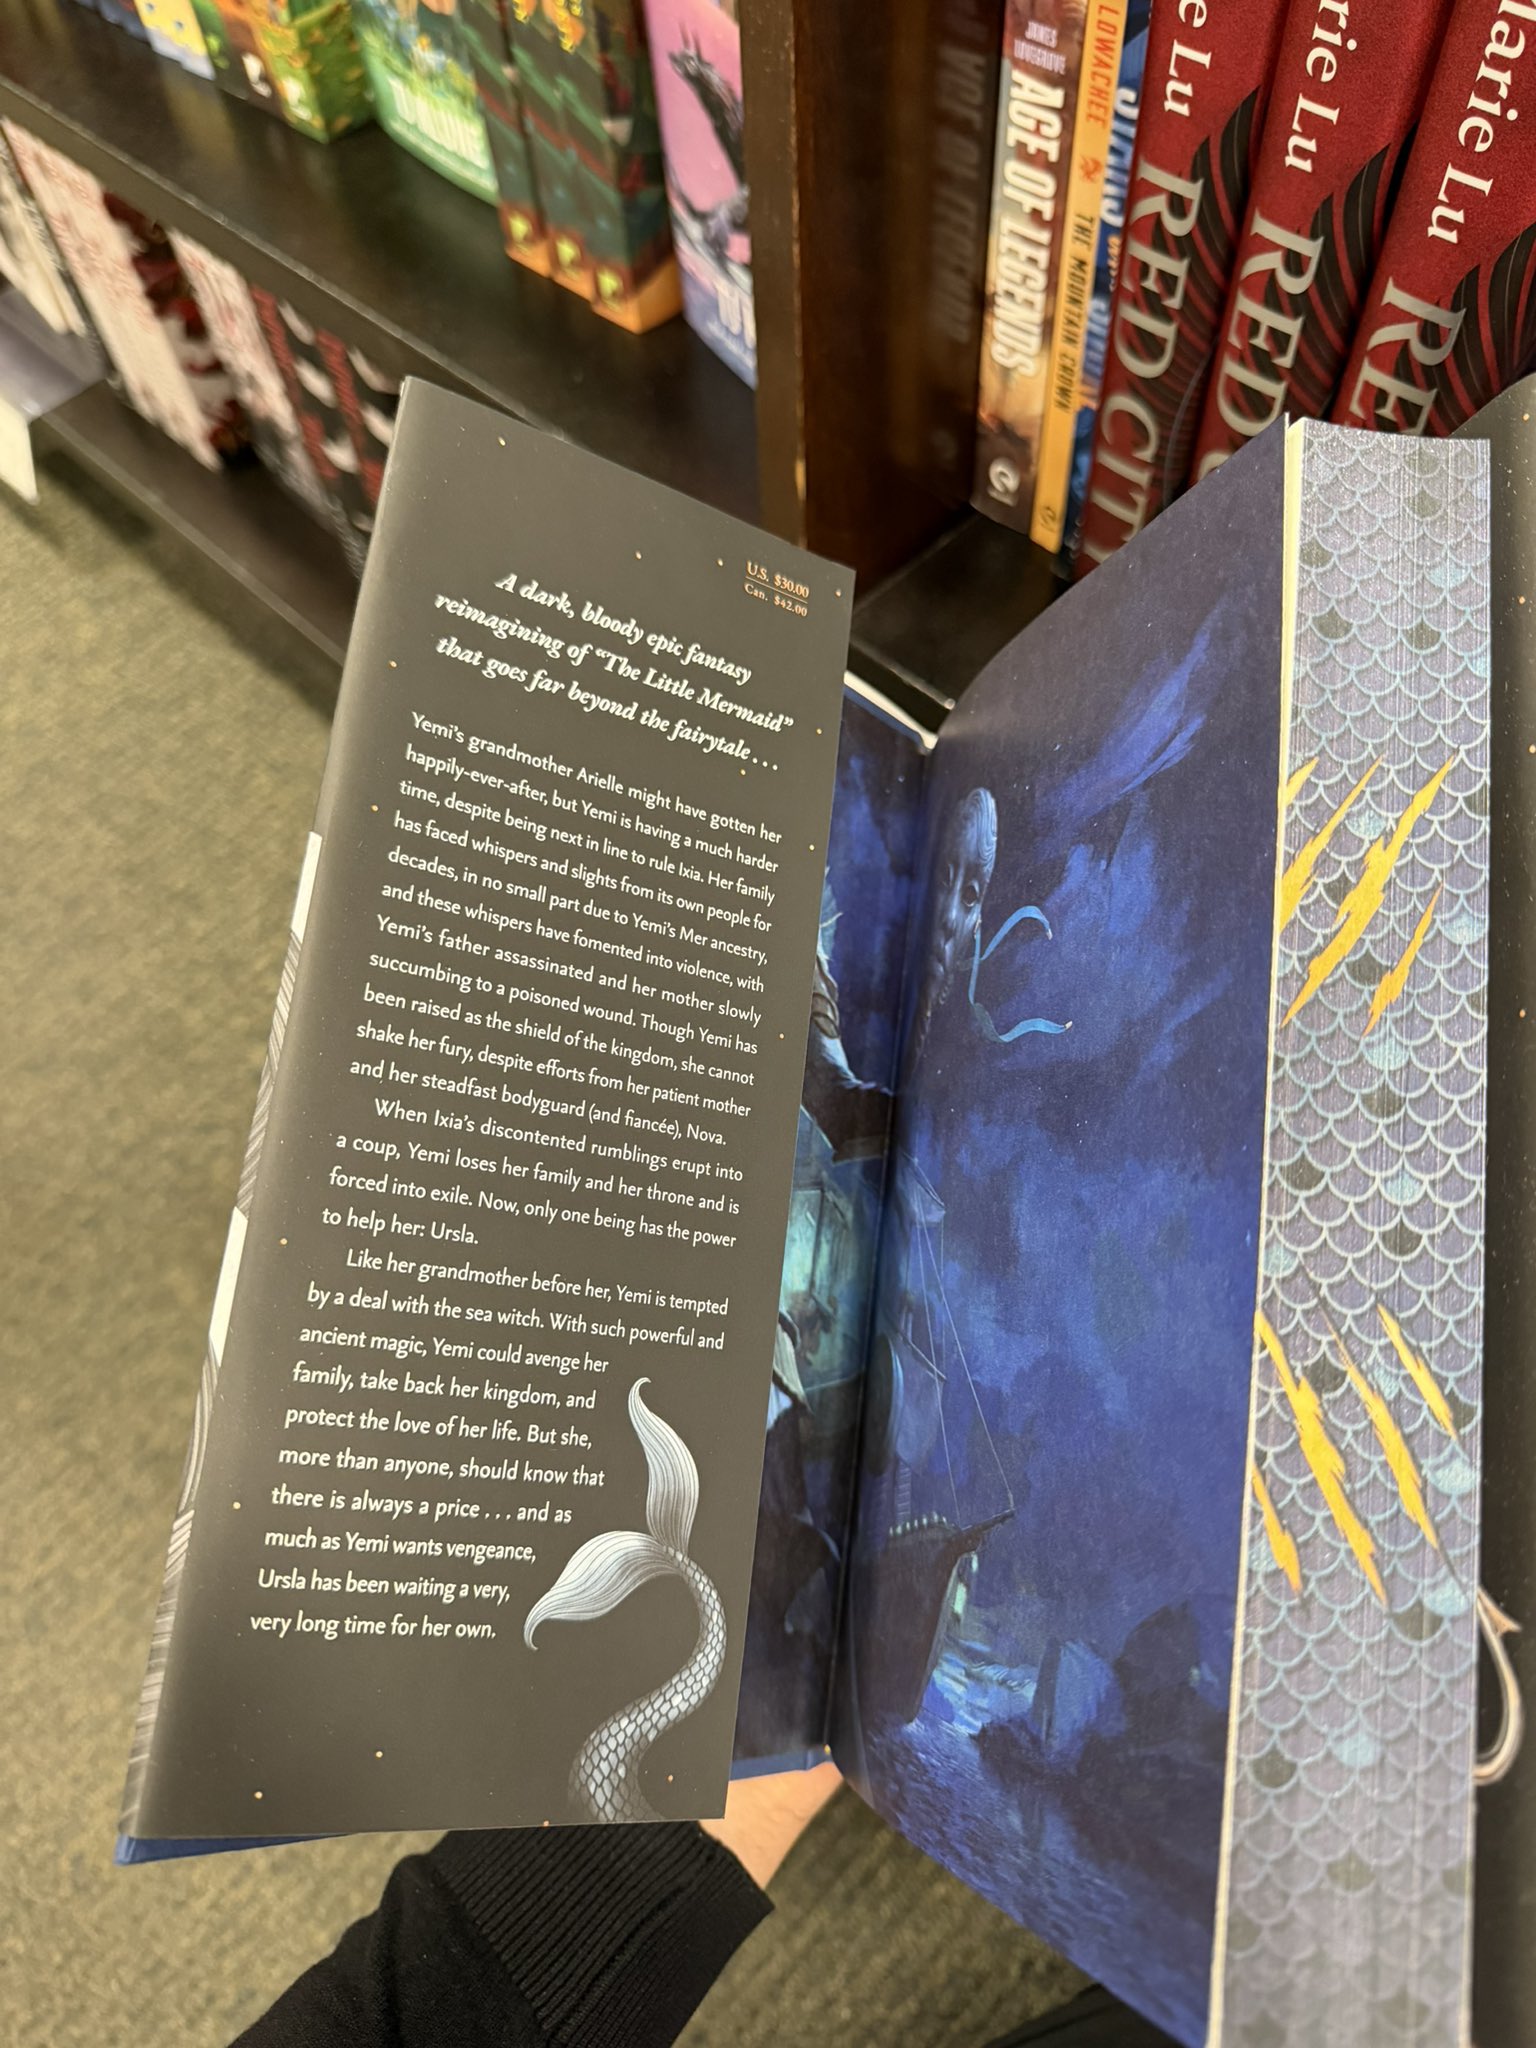 U.S. $30.00
Can. $42.00
A dark, bloody epic fantasy
reimagining of “The Little Mermaid”
that goes far beyond the fairytale . . .
Yemi’s grandmother Arielle might have gotten her
happily-ever-after, but Yemi is having a much harder
time, despite being next in line to rule Ixia. Her family
has faced whispers and slights from its own people for
decades, in no small part due to Yemi’s Mer ancestry,
and these whispers have fomented into violence, with
Yemi’s father assassinated and her mother slowly
succumbing to a poisoned wound. Though Yemi has
been raised as the shield of the kingdom, she cannot
shake her fury, despite efforts from her patient mother
and her steadfast bodyguard (and fiancée), Nova.
When Ixia’s discontented rumblings erupt into
a coup, Yemi loses her family and her throne and is
forced into exile. Now, only one being has the power
to help her: Ursla.
Like her grandmother before her, Yemi is tempted
by a deal with the sea witch. With such powerful and
ancient magic, Yemi could avenge her
family, take back her kingdom, and
protect the love of her life. But she,
more than anyone, should know that
there is always a price . . . and as
much as Yemi wants vengeance,
Ursla has been waiting a very,
very long time for her own.
JAMES
AGE OF LEGENDS
LOWACHEE
THE MOUNTAIN CROWN
e Lu
RED CIT
rie Lu
RED
Marie Lu
RE